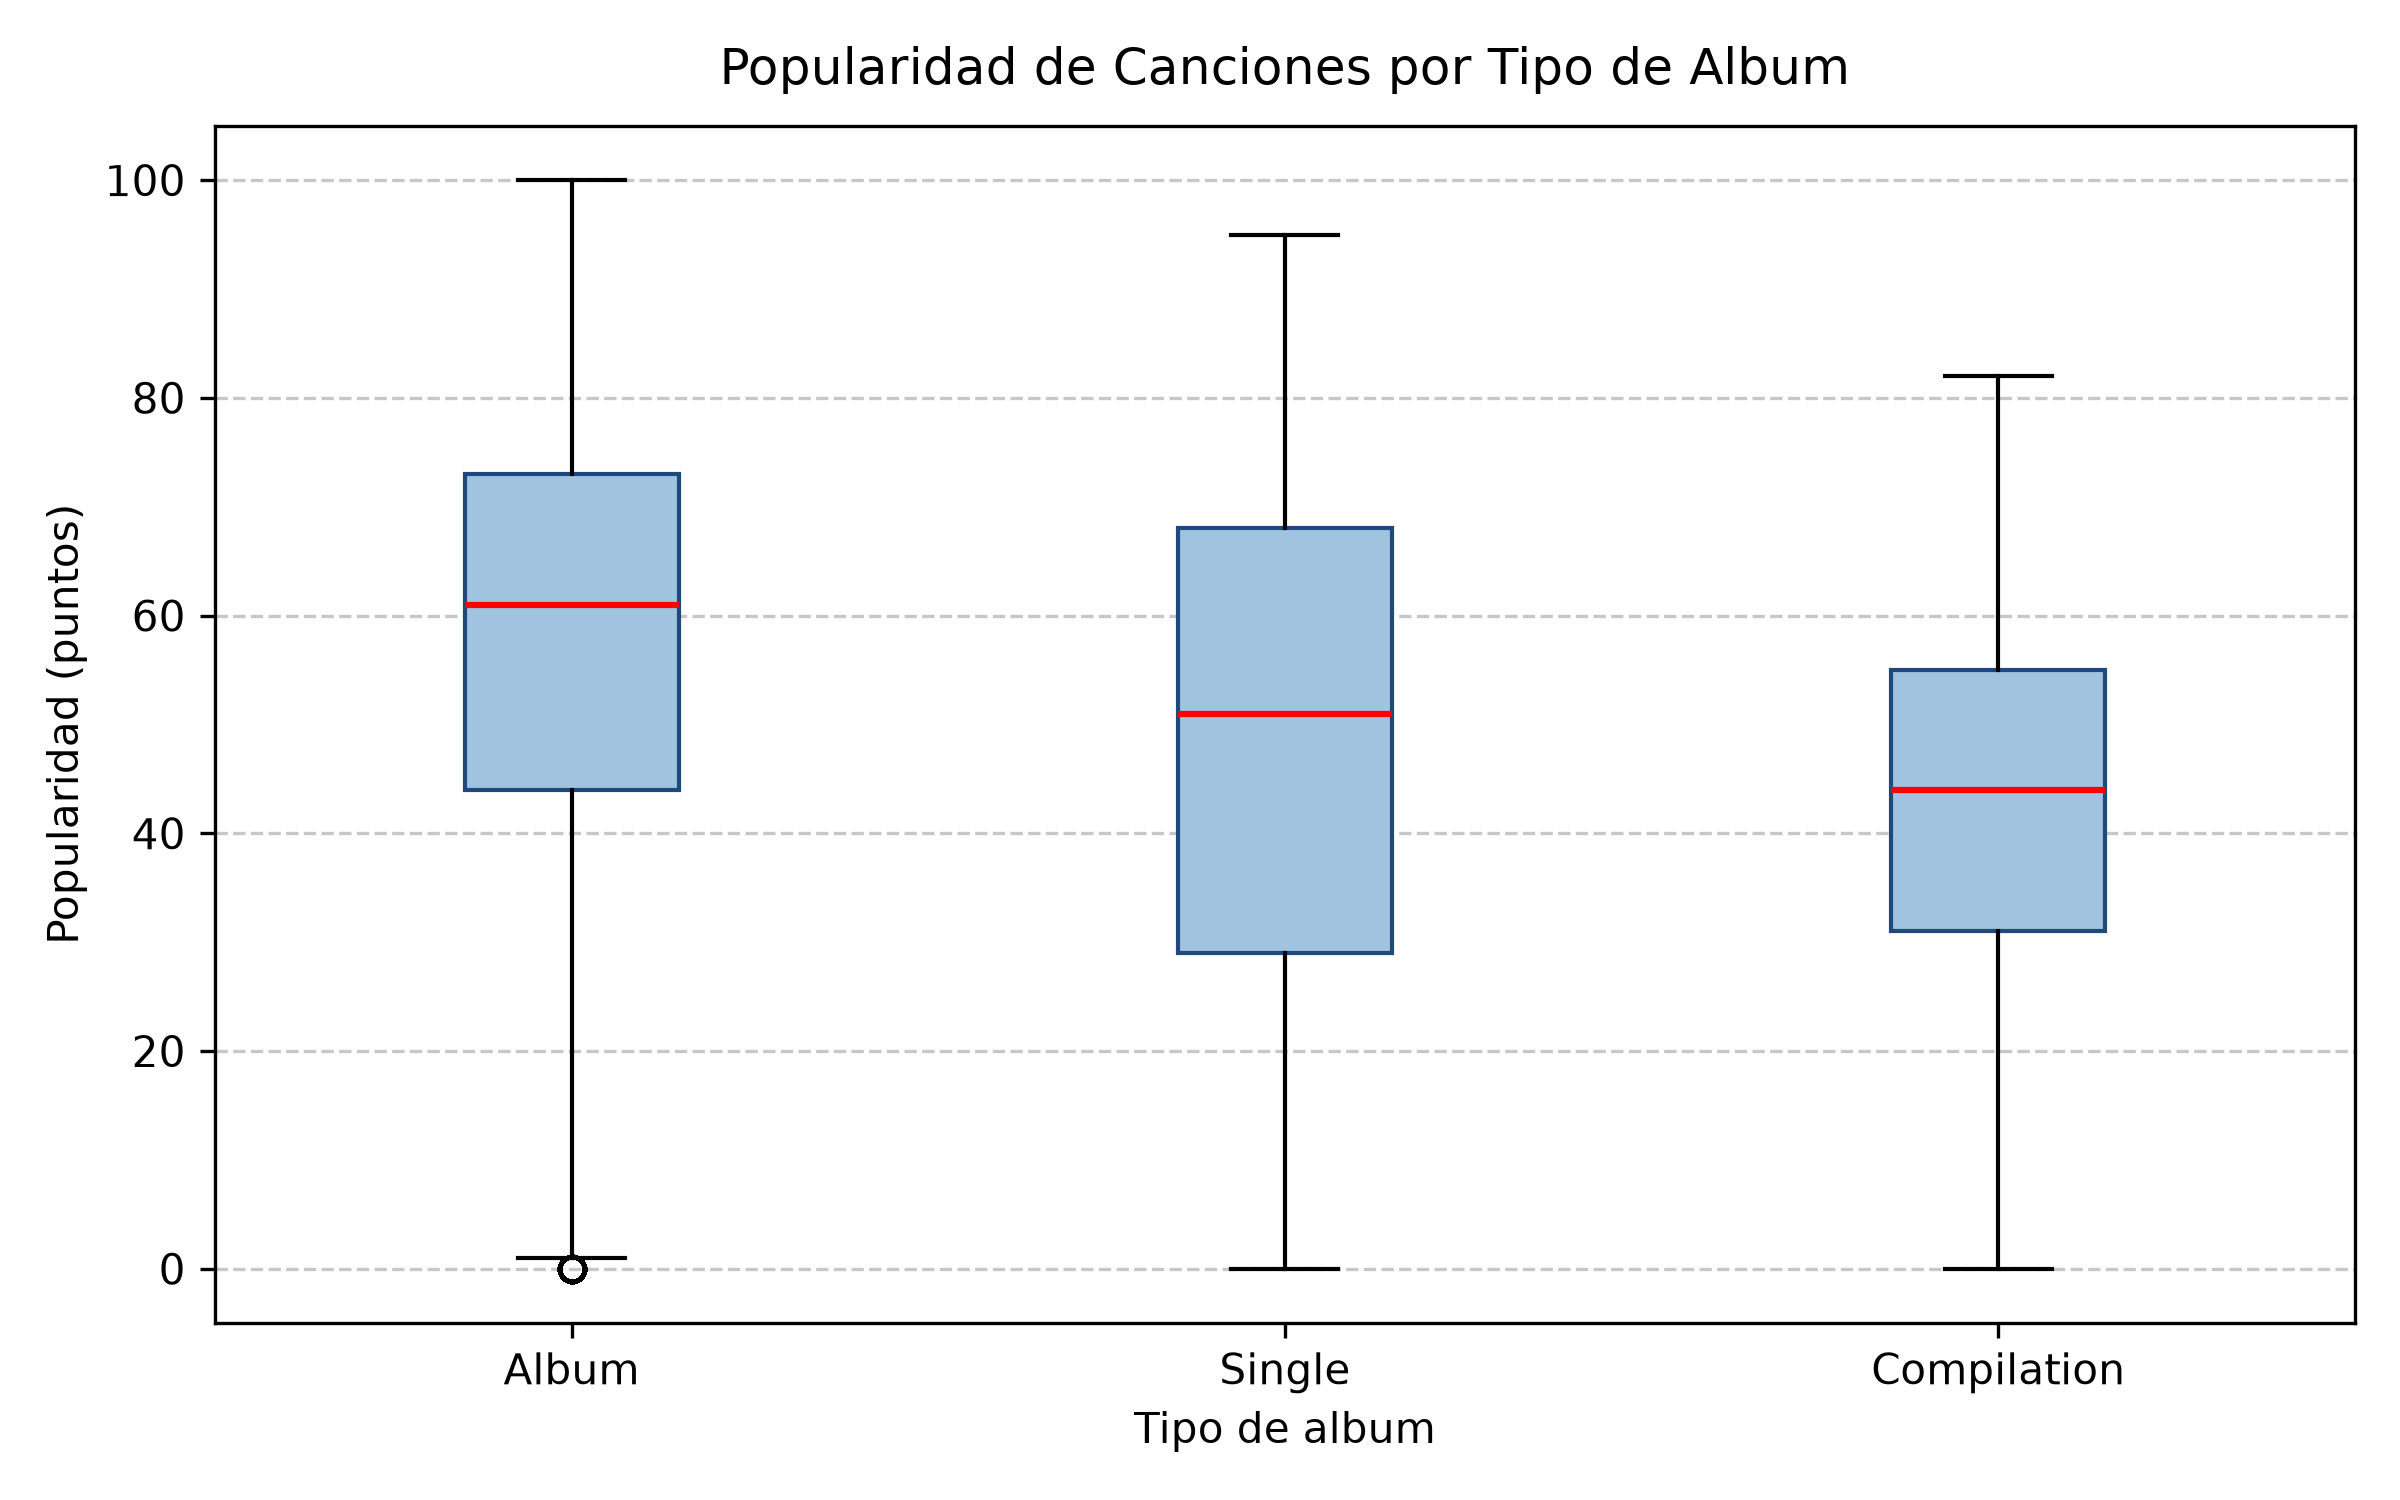 Popularidad de Canciones por Tipo de Album
Popularidad (puntos)
100
80
60
40
20
0
Album
Single
Compilation
Tipo de album